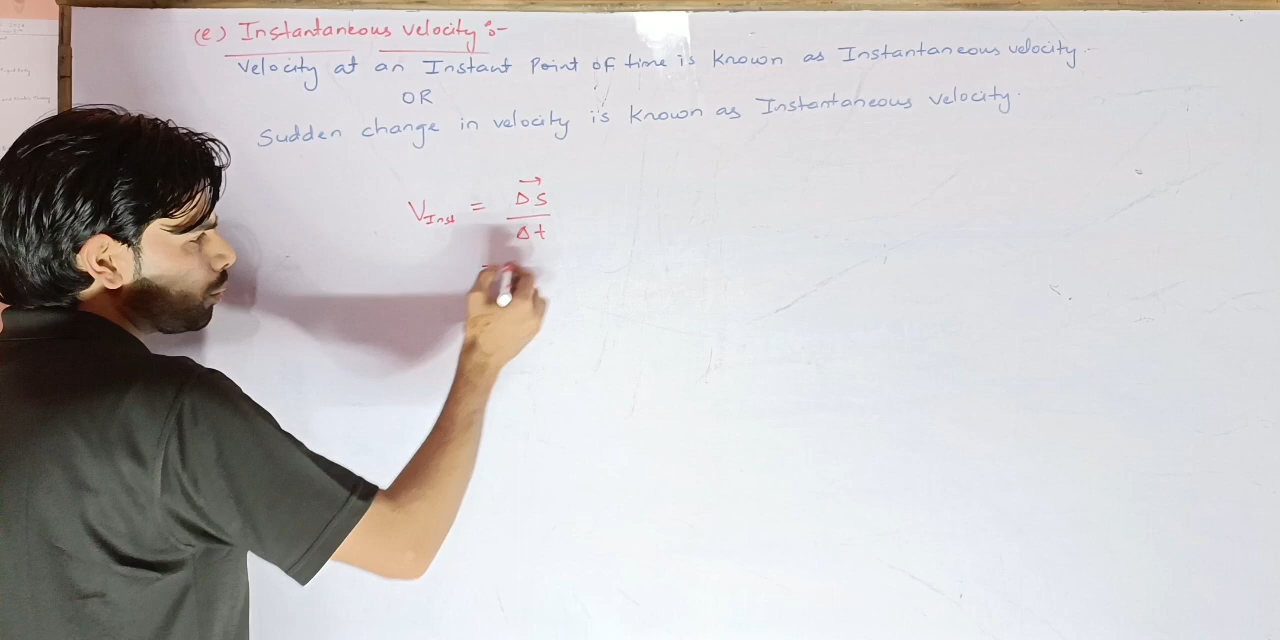 (e) Instantaneous velocity :-
velocity at an Instant Point of time is known as Instantaneous velocity.
OR
Sudden change in velocity is known as Instantaneous velocity.
V_Inst = Δs⃗ / Δt